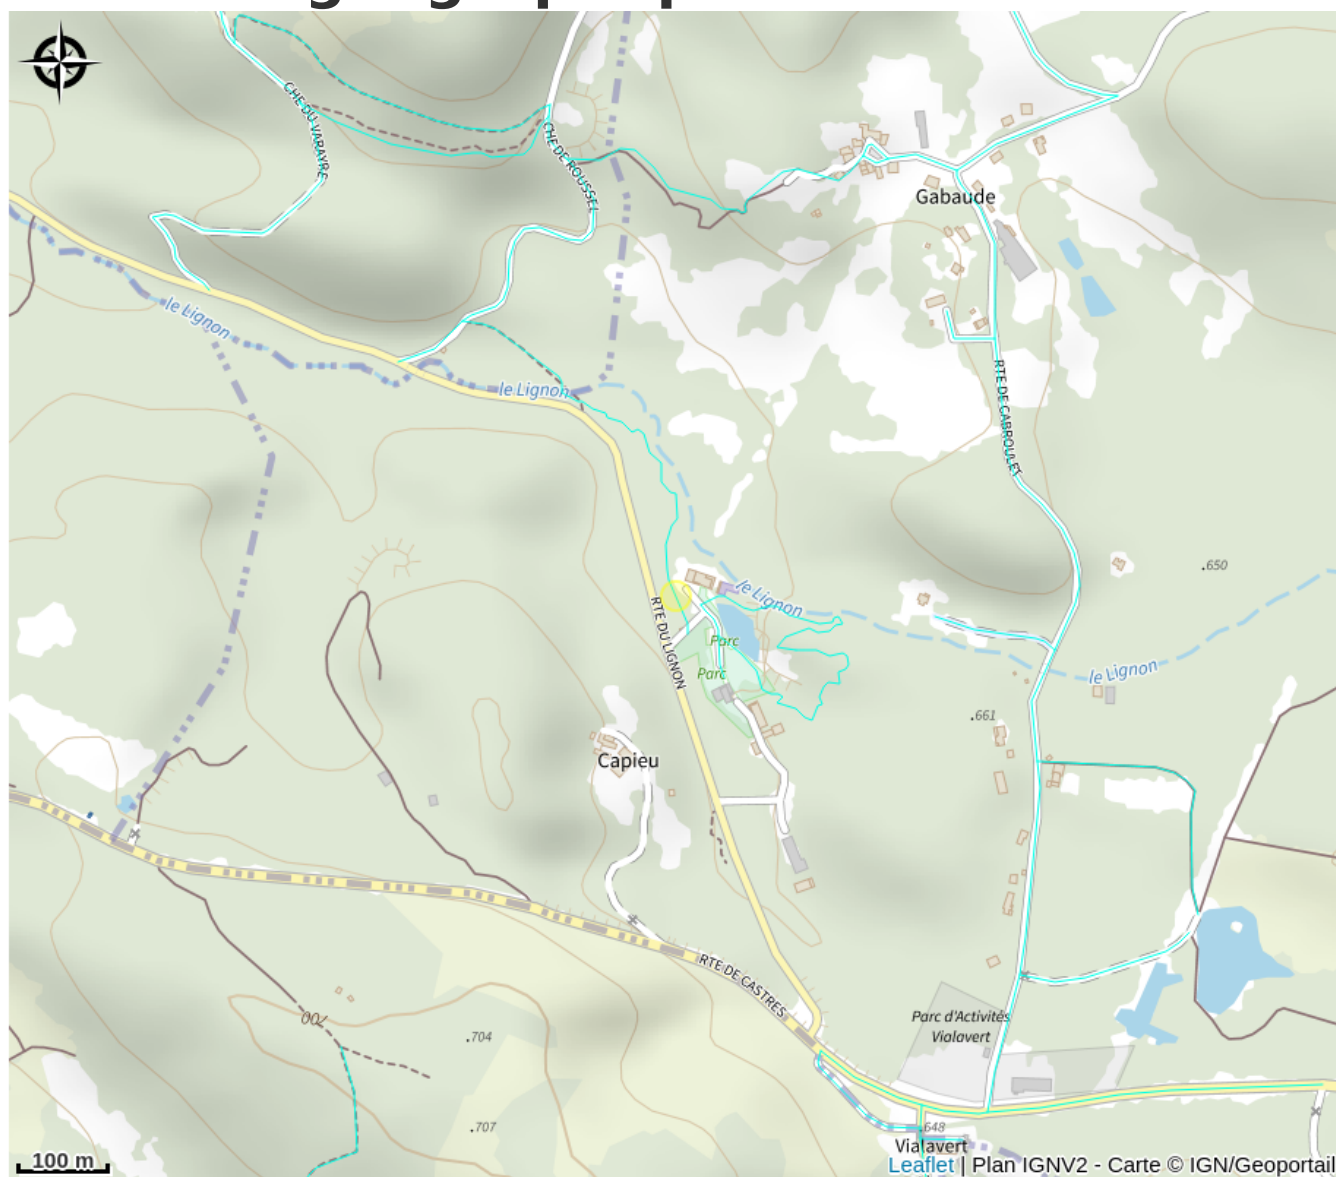 CHE DU VARAYRE
CHE DE ROUSSEL
Gabaude
le Lignon
le Lignon
RTE DE CABROULET
le Lignon
.650
RTE DU LIGNON
Parc
Parc
le Lignon
.661
Capieu
RTE DE CASTRES
Parc d'Activités
Vialavert
700
.704
.707
648
Vialavert
100 m
Leaflet | Plan IGNV2 - Carte © IGN/Geoportail